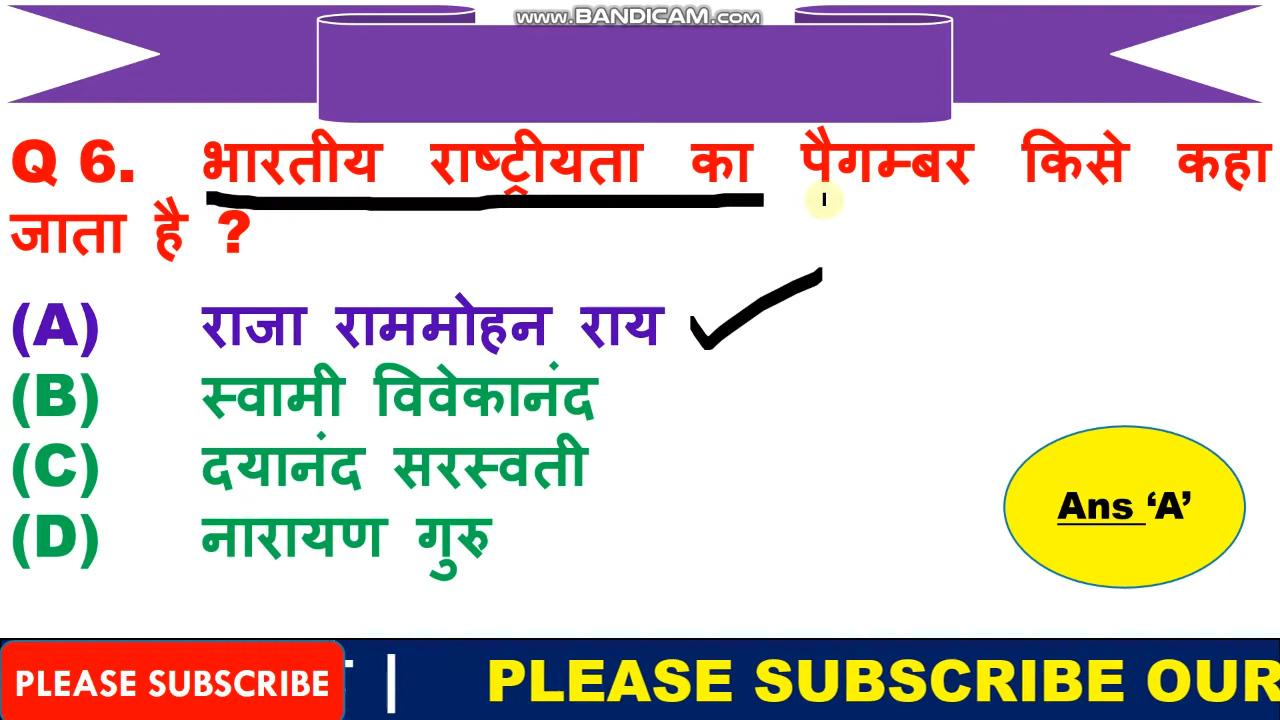 www.BANDICAM.com
Q 6. भारतीय राष्ट्रीयता का पैगम्बर किसे कहा
जाता है ?
(A) राजा राममोहन राय
(B) स्वामी विवेकानंद
(C) दयानंद सरस्वती
(D) नारायण गुरु
Ans ‘A’
PLEASE SUBSCRIBE | PLEASE SUBSCRIBE OUR